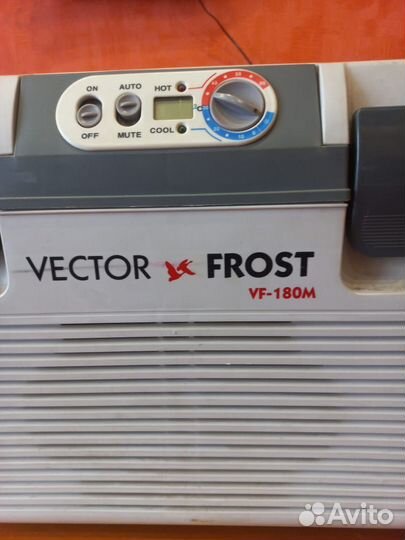 ON AUTO HOT
°C
OFF MUTE COOL
VECTOR FROST
VF-180M
Avito